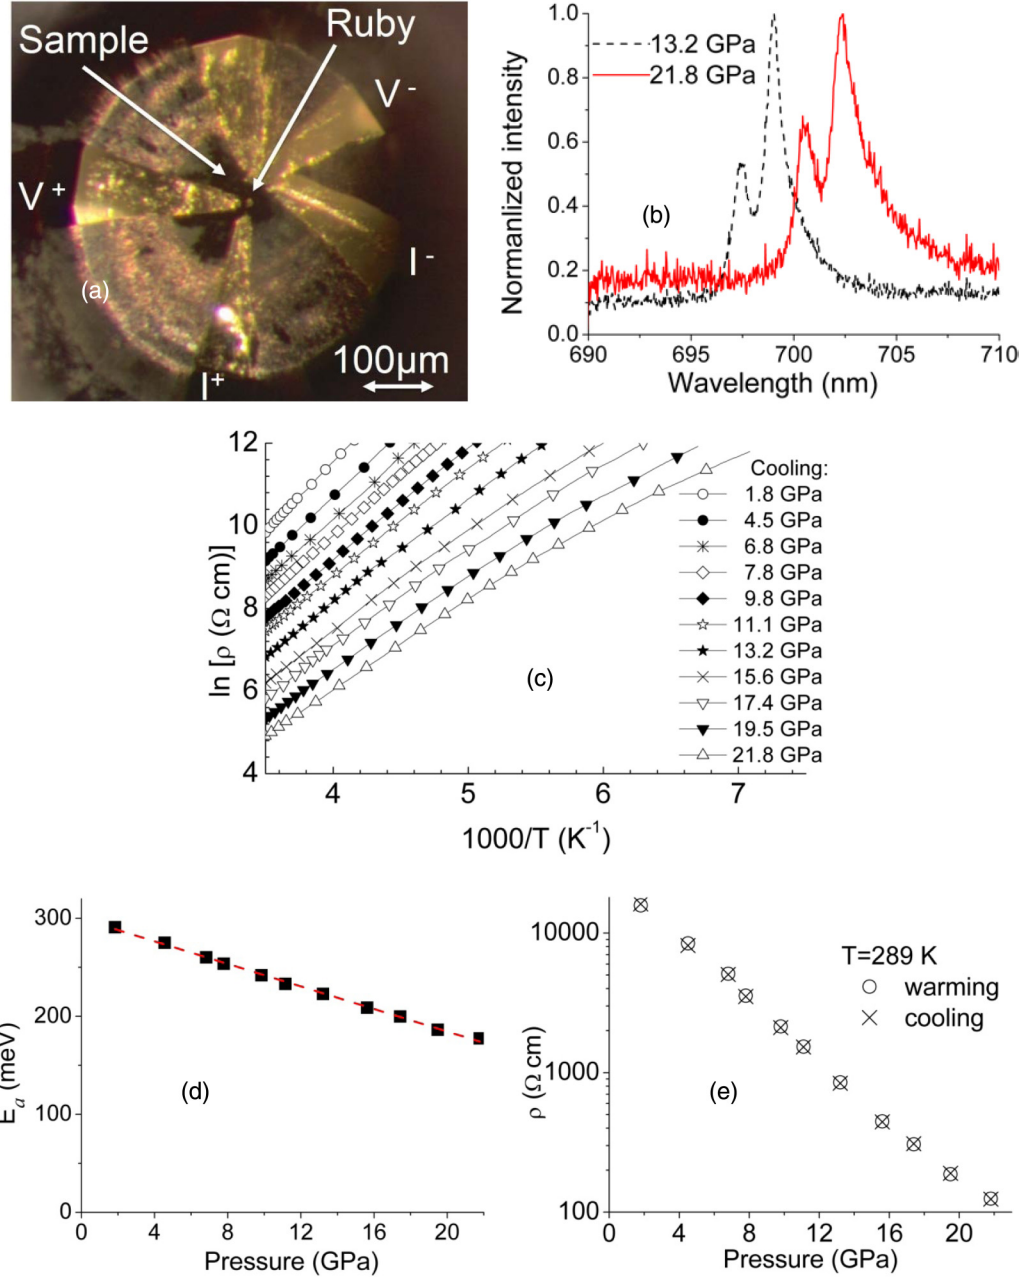 Sample
Ruby
V -
V +
I -
(a)
I+
100μm
Normanlized intensity
1.0
0.8
0.6
0.4
0.2
0.0
13.2 GPa
21.8 GPa
(b)
690 695 700 705 710
Wavelength (nm)
ln [ρ (Ω cm)]
12
10
8
6
4
Cooling:
1.8 GPa
4.5 GPa
6.8 GPa
7.8 GPa
9.8 GPa
11.1 GPa
13.2 GPa
15.6 GPa
17.4 GPa
19.5 GPa
21.8 GPa
(c)
4 5 6 7
1000/T (K-1)
Ea (meV)
300
200
100
0
(d)
0 4 8 12 16 20
Pressure (GPa)
ρ (Ω cm)
10000
1000
100
T=289 K
warming
cooling
(e)
0 4 8 12 16 20
Pressure (GPa)